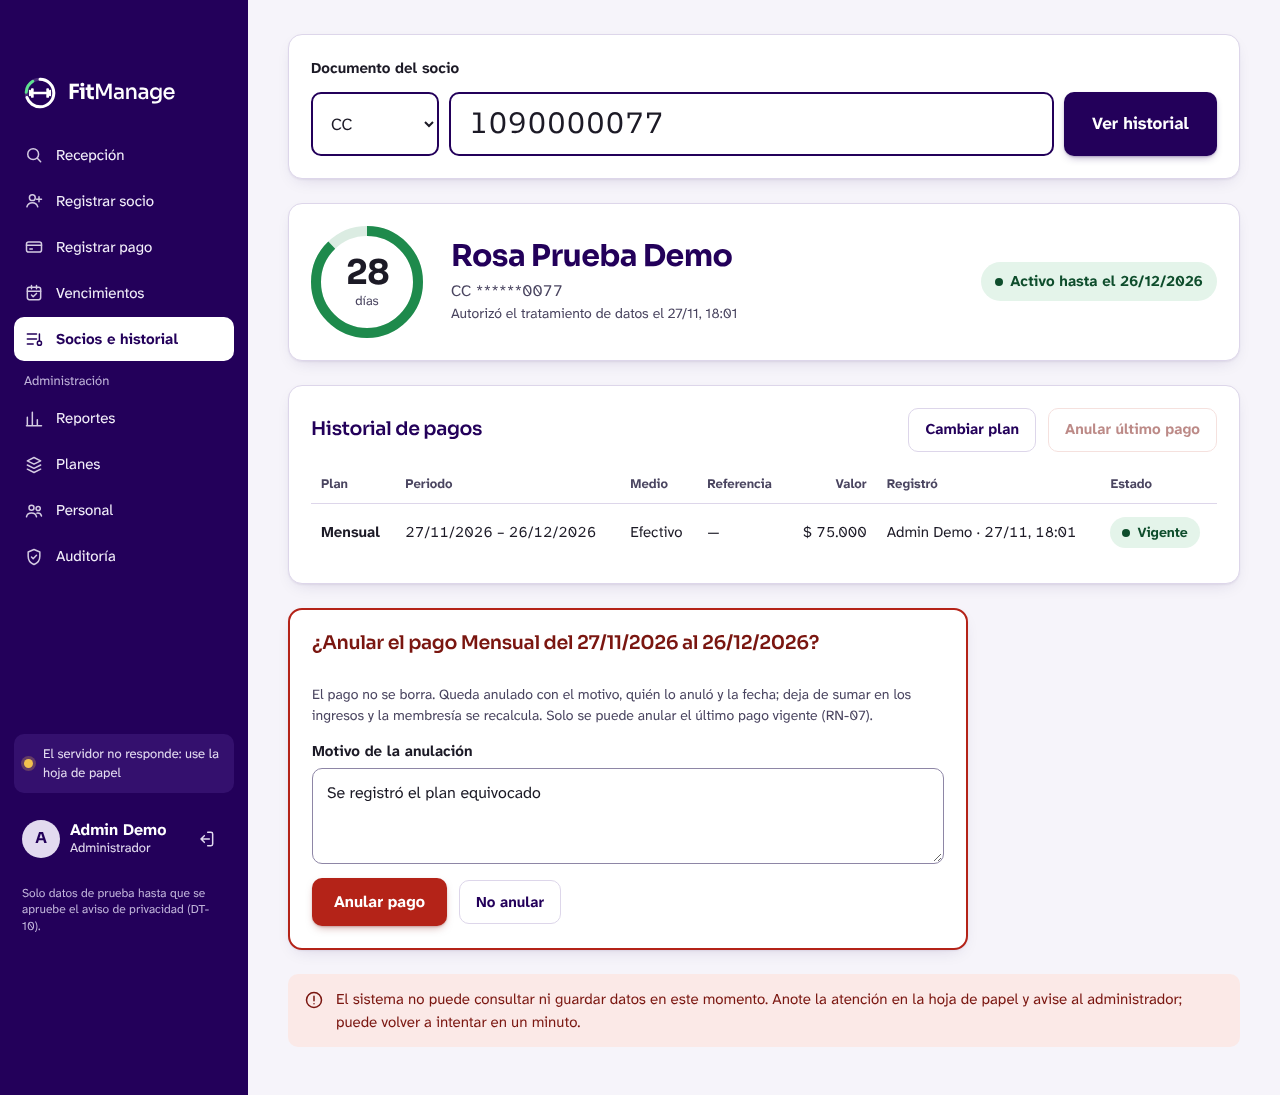 FitManage
Recepción
Registrar socio
Registrar pago
Vencimientos
Socios e historial
Administración
Reportes
Planes
Personal
Auditoría
El servidor no responde: use la
hoja de papel
A
Admin Demo
Administrador
Solo datos de prueba hasta que se
apruebe el aviso de privacidad (DT-
10).
Documento del socio
CC
1090000077
Ver historial
28
días
Rosa Prueba Demo
CC ******0077
Autorizó el tratamiento de datos el 27/11, 18:01
Activo hasta el 26/12/2026
Historial de pagos
Cambiar plan
Anular último pago
Plan Periodo Medio Referencia Valor Registró Estado
Mensual 27/11/2026 – 26/12/2026 Efectivo — $ 75.000 Admin Demo · 27/11, 18:01 Vigente
¿Anular el pago Mensual del 27/11/2026 al 26/12/2026?
El pago no se borra. Queda anulado con el motivo, quién lo anuló y la fecha; deja de sumar en los
ingresos y la membresía se recalcula. Solo se puede anular el último pago vigente (RN-07).
Motivo de la anulación
Se registró el plan equivocado
Anular pago
No anular
El sistema no puede consultar ni guardar datos en este momento. Anote la atención en la hoja de papel y avise al administrador;
puede volver a intentar en un minuto.